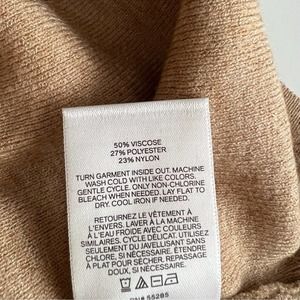 50% VISCOSE
27% POLYESTER
23% NYLON
TURN GARMENT INSIDE OUT. MACHINE
WASH COLD WITH LIKE COLORS.
GENTLE CYCLE. ONLY NON-CHLORINE
BLEACH WHEN NEEDED. LAY FLAT TO
DRY. COOL IRON IF NEEDED.
RETOURNEZ LE VÊTEMENT À
L'ENVERS. LAVER À LA MACHINE
À L'EAU FROIDE AVEC COULEURS
SIMILAIRES. CYCLE DÉLICAT. UTILISEZ
SEULEMENT DU JAVELLISANT SANS
CHLORE, SI NÉCESSAIRE. FAIRE
SÉCHER À PLAT. REPASSAGE
DOUX, SI NÉCESSAIRE.
RN# 55285